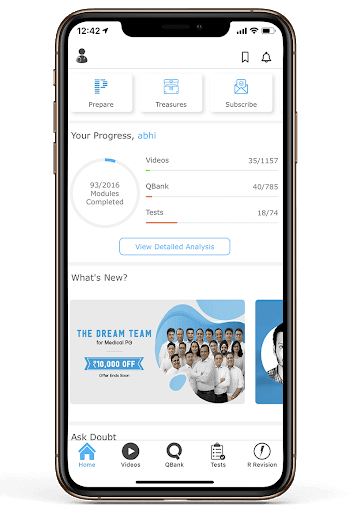 12:42
Prepare
Treasures
Subscribe
Your Progress, abhi
93/2016
Modules
Completed
Videos 35/1157
QBank 40/785
Tests 18/74
View Detailed Analysis
What's New?
THE DREAM TEAM
for Medical PG
₹10,000 OFF
Offer Ends Soon
Ask Doubt
Home
Videos
QBank
Tests
R Revision